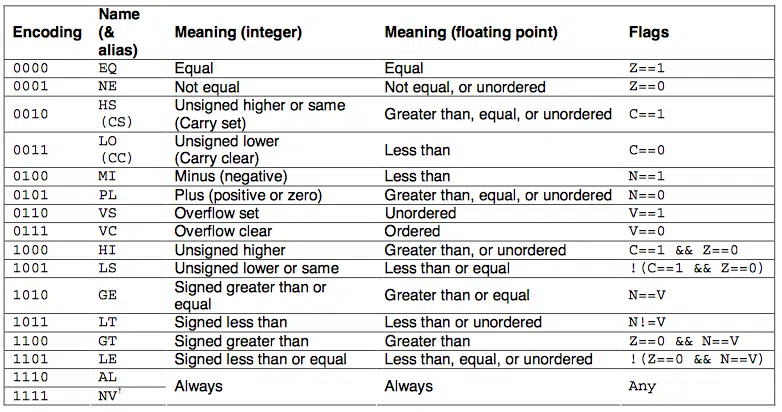 Encoding Name (& alias) Meaning (integer) Meaning (floating point) Flags
0000 EQ Equal Equal Z==1
0001 NE Not equal Not equal, or unordered Z==0
0010 HS (CS) Unsigned higher or same (Carry set) Greater than, equal, or unordered C==1
0011 LO (CC) Unsigned lower (Carry clear) Less than C==0
0100 MI Minus (negative) Less than N==1
0101 PL Plus (positive or zero) Greater than, equal, or unordered N==0
0110 VS Overflow set Unordered V==1
0111 VC Overflow clear Ordered V==0
1000 HI Unsigned higher Greater than, or unordered C==1 && Z==0
1001 LS Unsigned lower or same Less than or equal !(C==1 && Z==0)
1010 GE Signed greater than or equal Greater than or equal N==V
1011 LT Signed less than Less than or unordered N!=V
1100 GT Signed greater than Greater than Z==0 && N==V
1101 LE Signed less than or equal Less than, equal, or unordered !(Z==0 && N==V)
1110 AL Always Always Any
1111 NV†